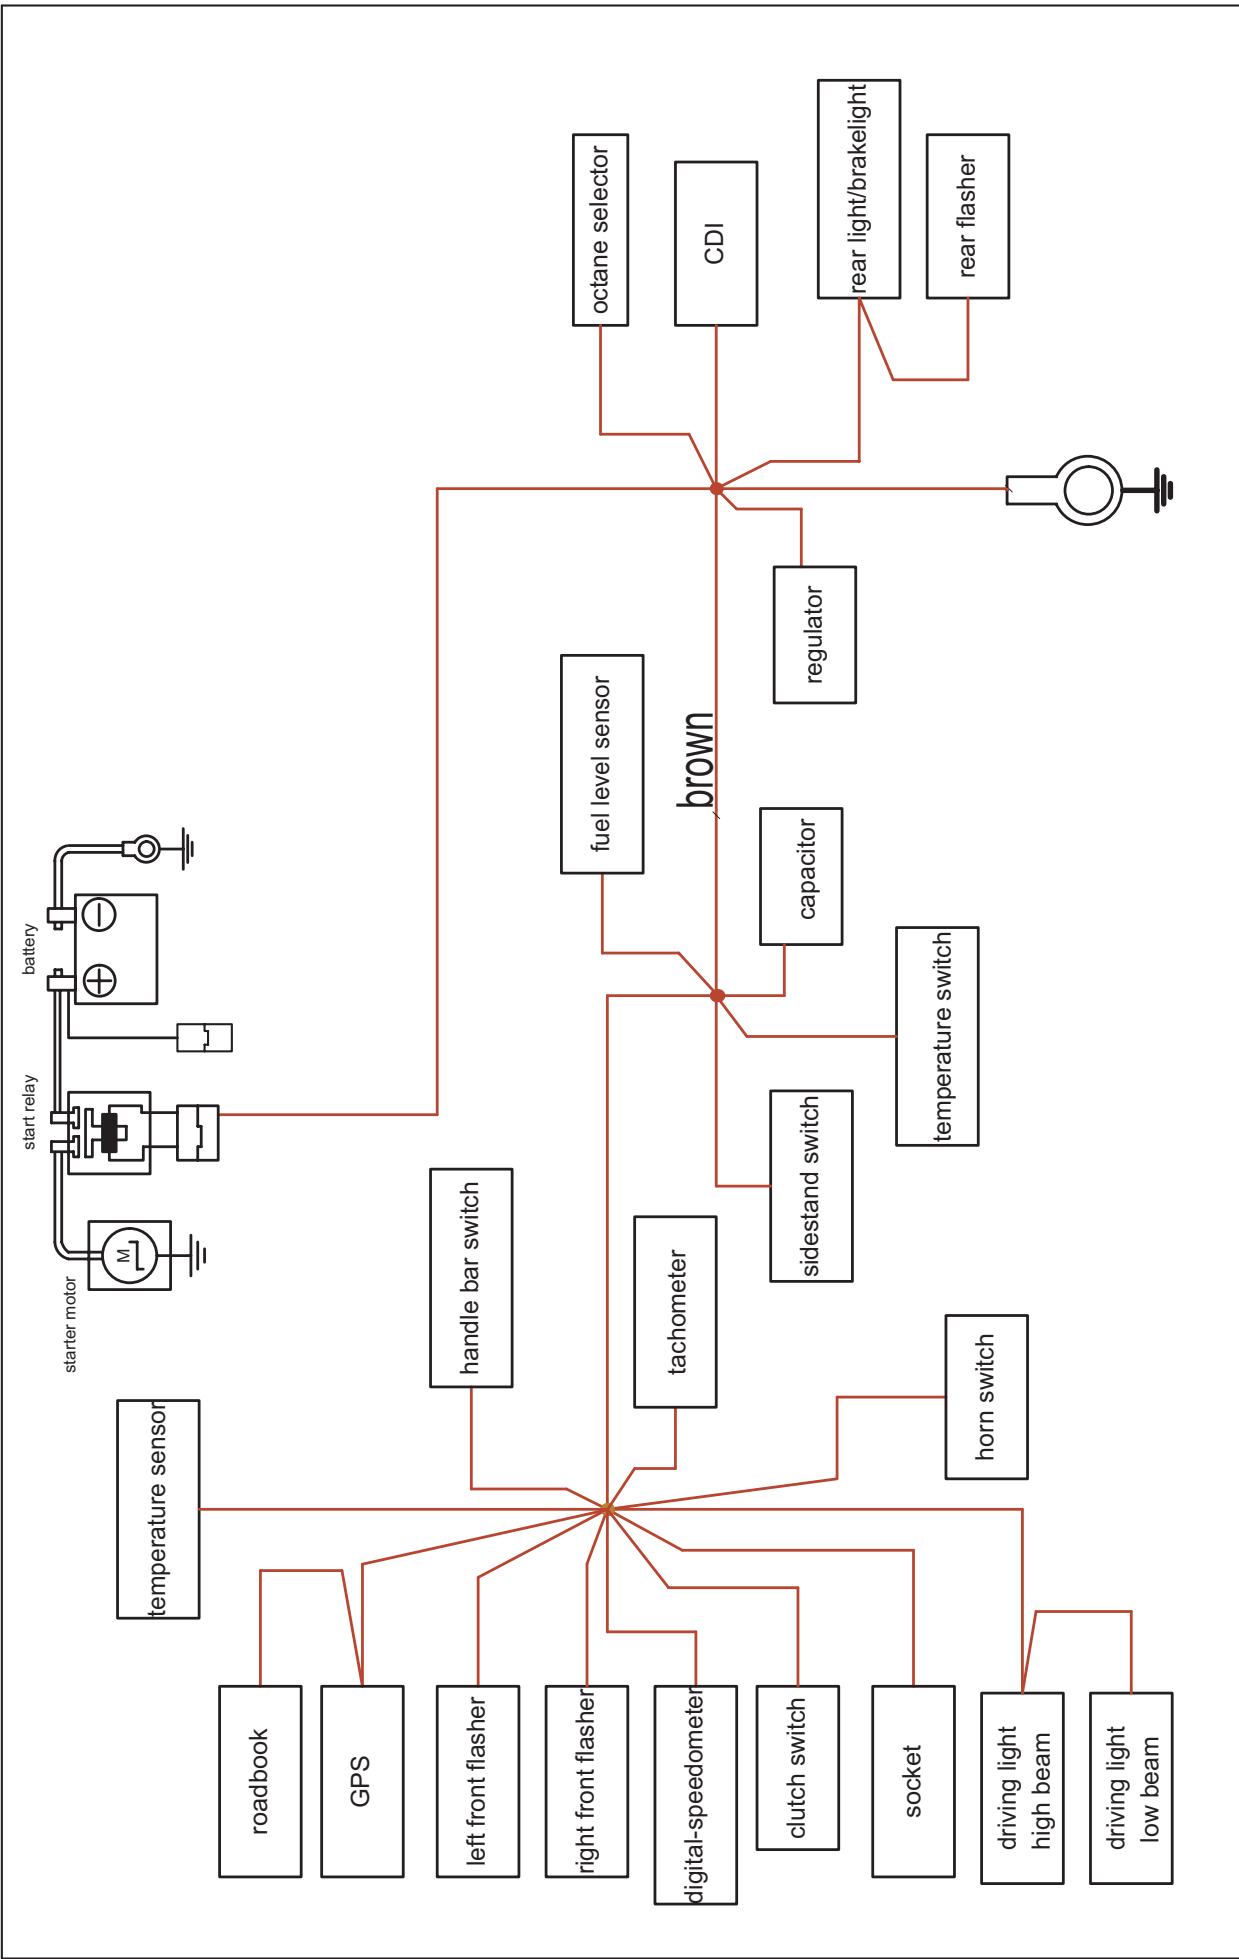 starter motor
start relay
battery
temperature sensor
roadbook
GPS
left front flasher
handle bar switch
right front flasher
fuel level sensor
octane selector
digital-speedometer
tachometer
brown
CDI
clutch switch
sidestand switch
capacitor
regulator
rear light/brakelight
socket
temperature switch
rear flasher
horn switch
driving light
high beam
driving light
low beam
M